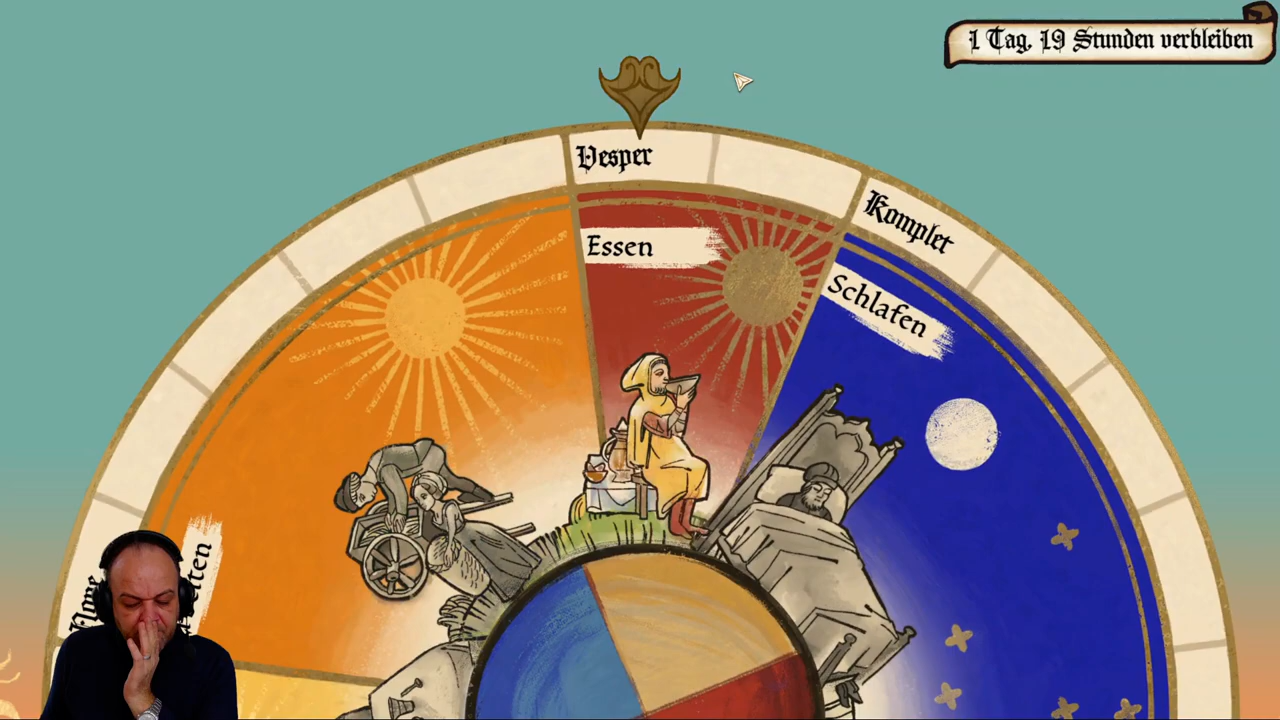 1 Tag, 19 Stunden verbleiben
Vesper
Komplet
Essen
Schlafen